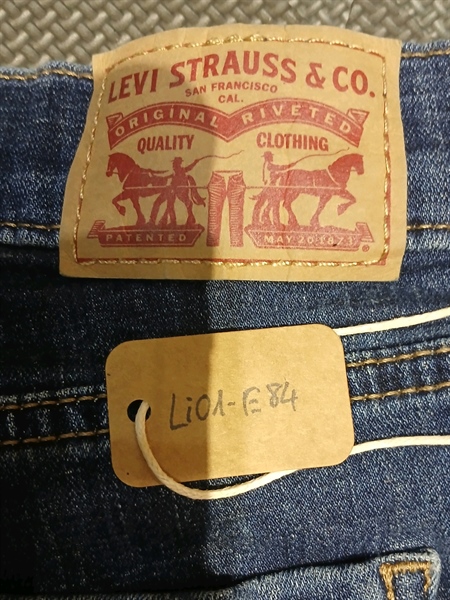 LEVI STRAUSS & CO.
SAN FRANCISCO
CAL.
ORIGINAL RIVETED
QUALITY CLOTHING
PATENTED MAY 20 1873
®
Li01-E84